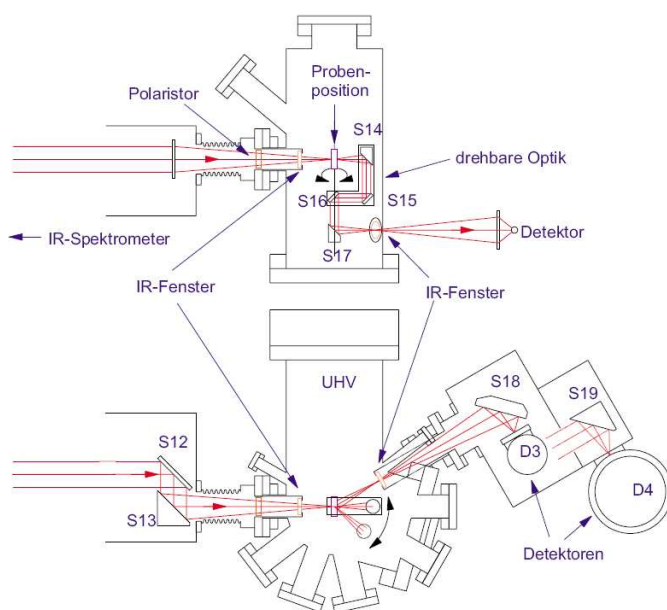 Proben-
position
Polaristor
S14
drehbare Optik
S16
S15
IR-Spektrometer
S17
Detektor
IR-Fenster
IR-Fenster
UHV
S18
S19
S12
D3
S13
D4
Detektoren